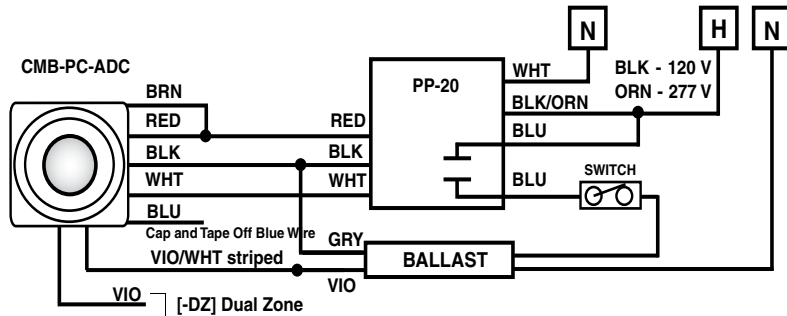 N
H
N
CMB-PC-ADC
PP-20
WHT
BLK - 120 V
ORN - 277 V
BRN
BLK/ORN
RED
RED
BLU
BLK
BLK
WHT
WHT
BLU
SWITCH
BLU
Cap and Tape Off Blue Wire
GRY
VIO/WHT striped
BALLAST
VIO
VIO
[-DZ] Dual Zone